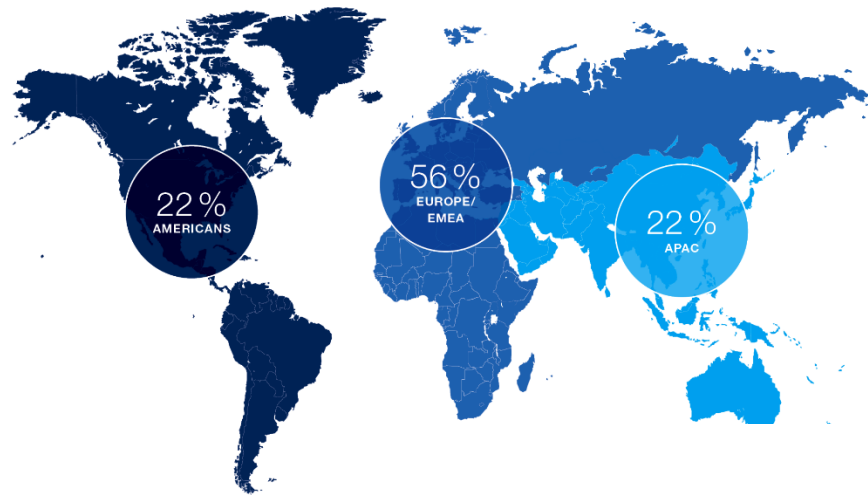 22 %
AMERICANS
56 %
EUROPE/
EMEA
22 %
APAC